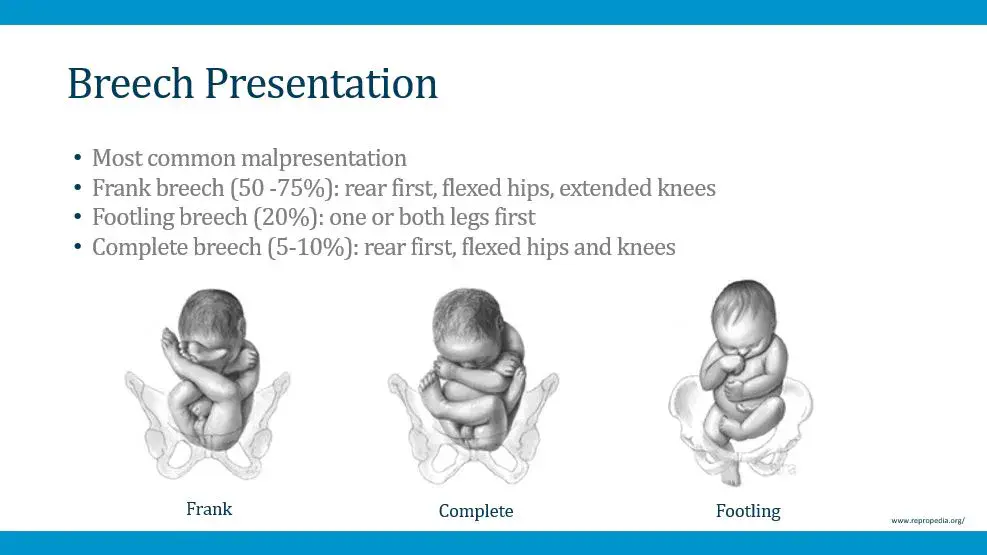 Breech Presentation
• Most common malpresentation
• Frank breech (50 -75%): rear first, flexed hips, extended knees
• Footling breech (20%): one or both legs first
• Complete breech (5-10%): rear first, flexed hips and knees
Frank
Complete
Footling
www.repropedia.org/